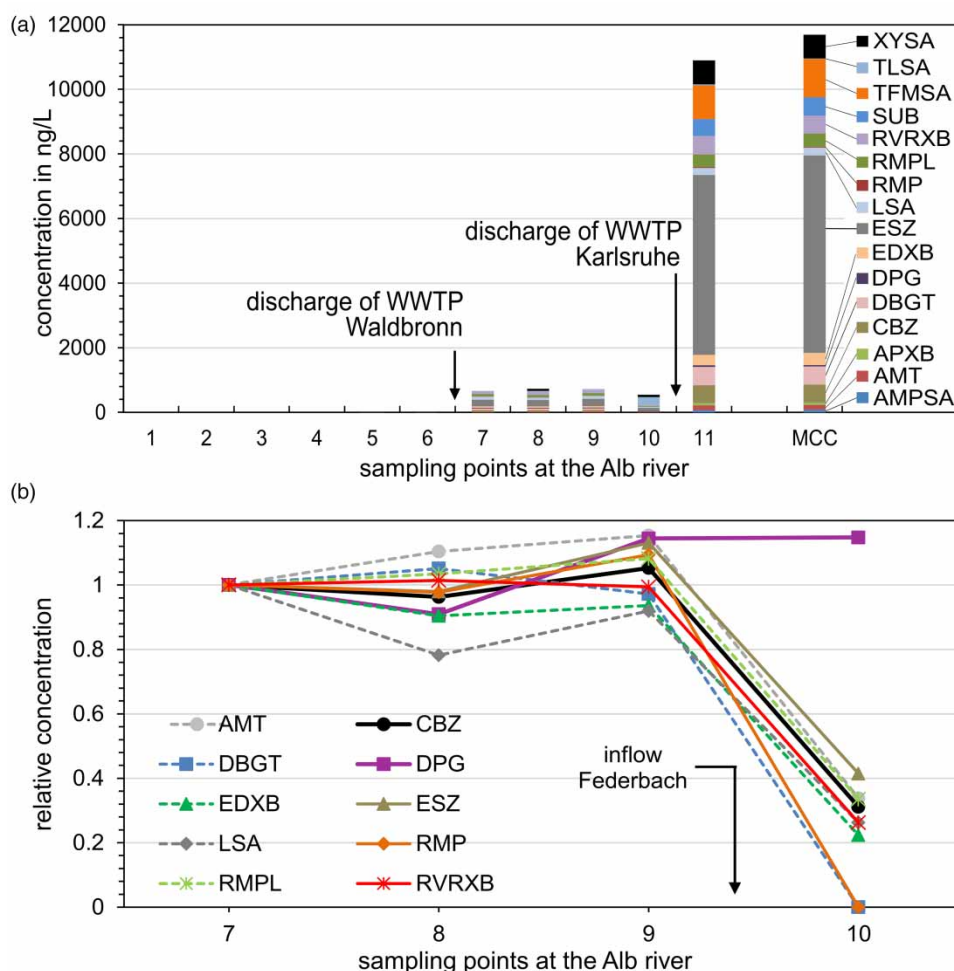 (a)
12000
10000
8000
6000
4000
2000
0
concentration in ng/L
discharge of WWTP
Waldbronn
discharge of WWTP
Karlsruhe
XYSA
TLSA
TFMSA
SUB
RVRXB
RMPL
RMP
LSA
ESZ
EDXB
DPG
DBGT
CBZ
APXB
AMT
AMPSA
1 2 3 4 5 6 7 8 9 10 11 MCC
sampling points at the Alb river
(b)
1.2
1
0.8
0.6
0.4
0.2
0
relative concentration
AMT CBZ
DBGT DPG
EDXB ESZ
LSA RMP
RMPL RVRXB
inflow
Federbach
7 8 9 10
sampling points at the Alb river